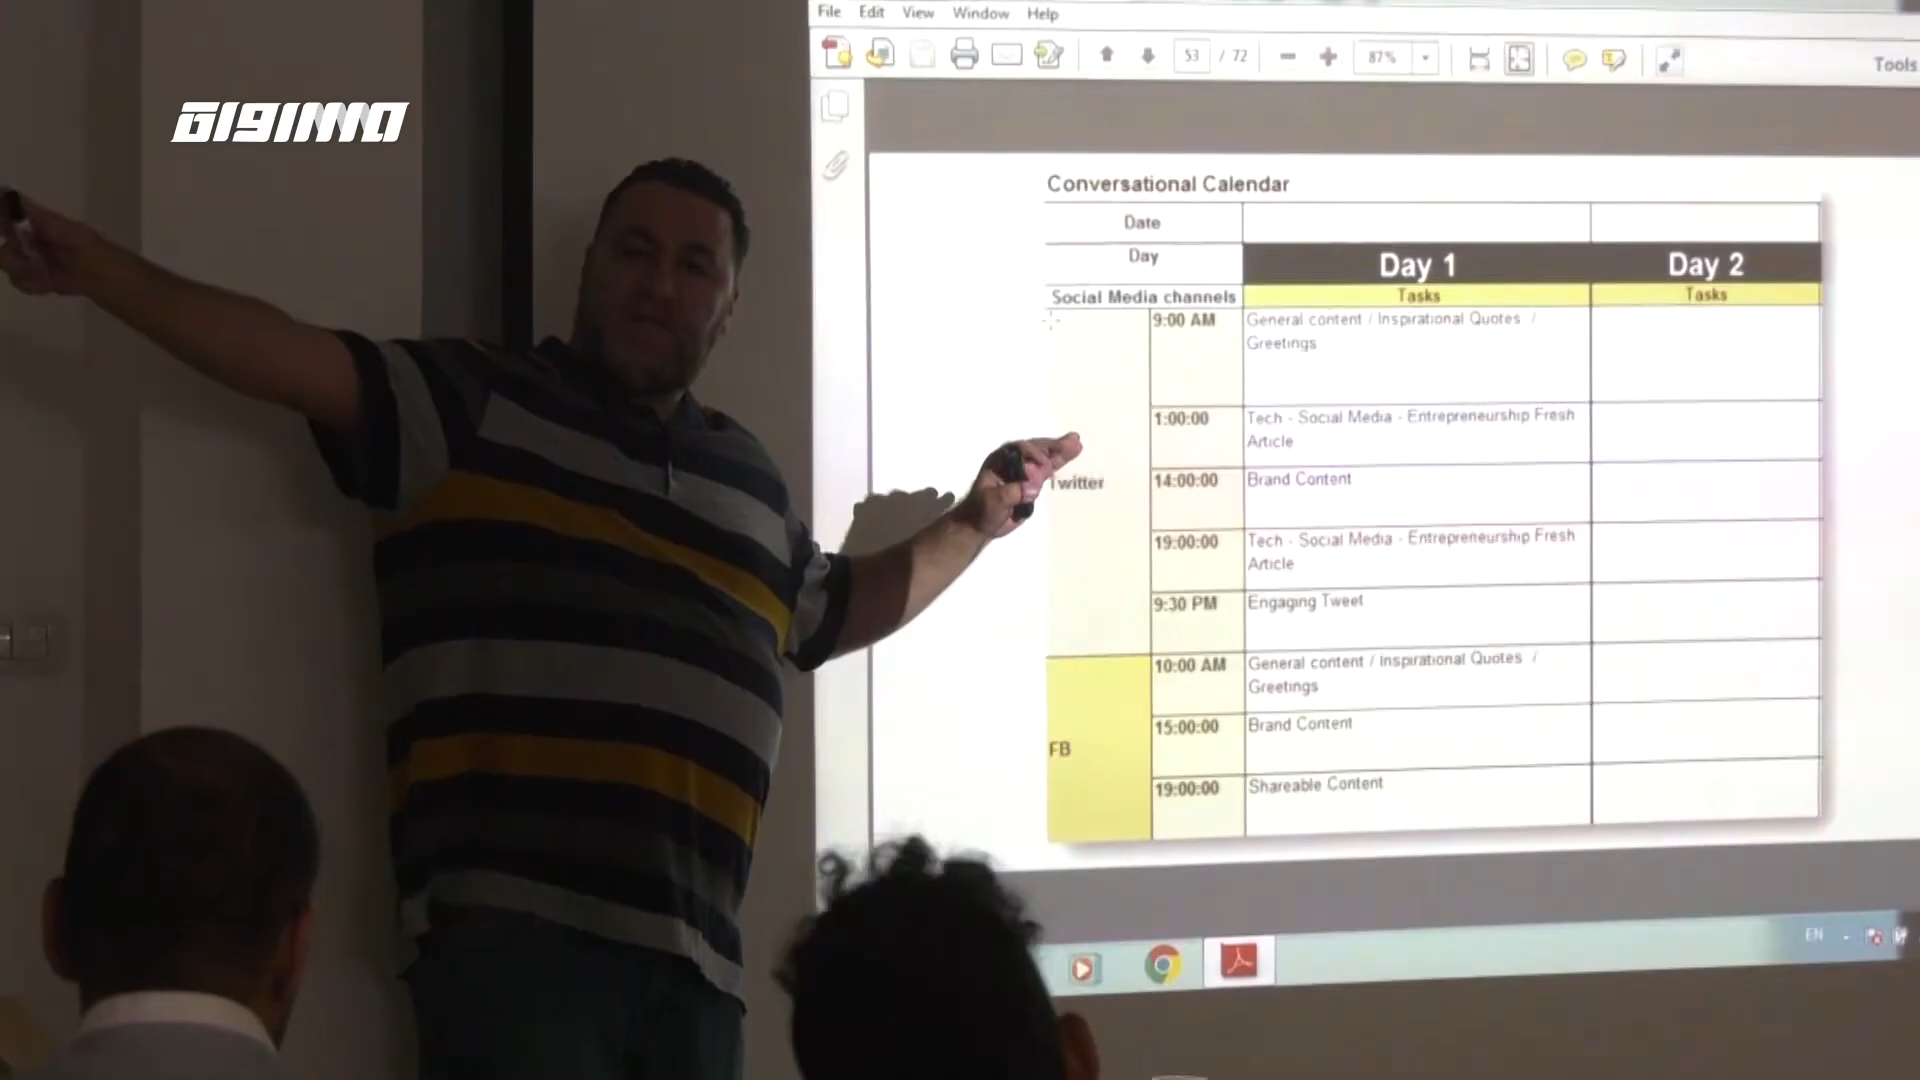 File Edit View Window Help
53 / 72 87% Tools
DIGIMO
Conversational Calendar
Date
Day Day 1 Day 2
Social Media channels Tasks Tasks
9:00 AM General content / Inspirational Quotes /
Greetings
1:00:00 Tech - Social Media - Entrepreneurship Fresh
Article
Twitter 14:00:00 Brand Content
19:00:00 Tech - Social Media - Entrepreneurship Fresh
Article
9:30 PM Engaging Tweet
10:00 AM General content / Inspirational Quotes /
Greetings
15:00:00 Brand Content
FB
19:00:00 Shareable Content
EN